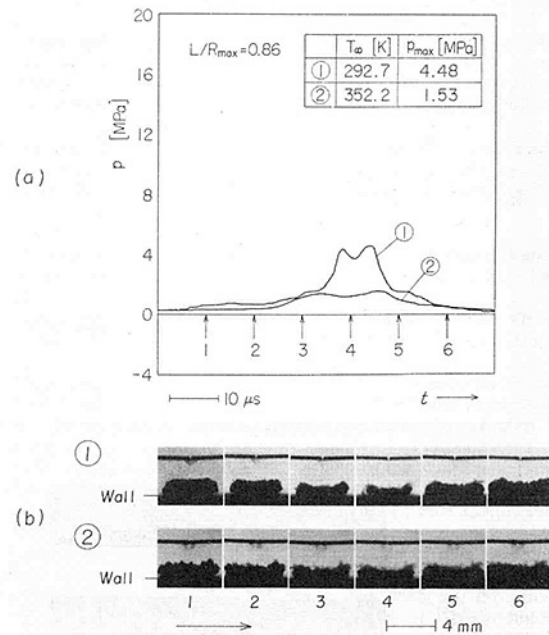 20
16
12
8
4
0
-4
p [MPa]
(a)
L/Rmax=0.86
T∞ [K] pmax [MPa]
① 292.7 4.48
② 352.2 1.53
①
②
1 2 3 4 5 6
10 μs
t
①
Wall
(b)
②
Wall
1 2 3 4 5 6
4 mm